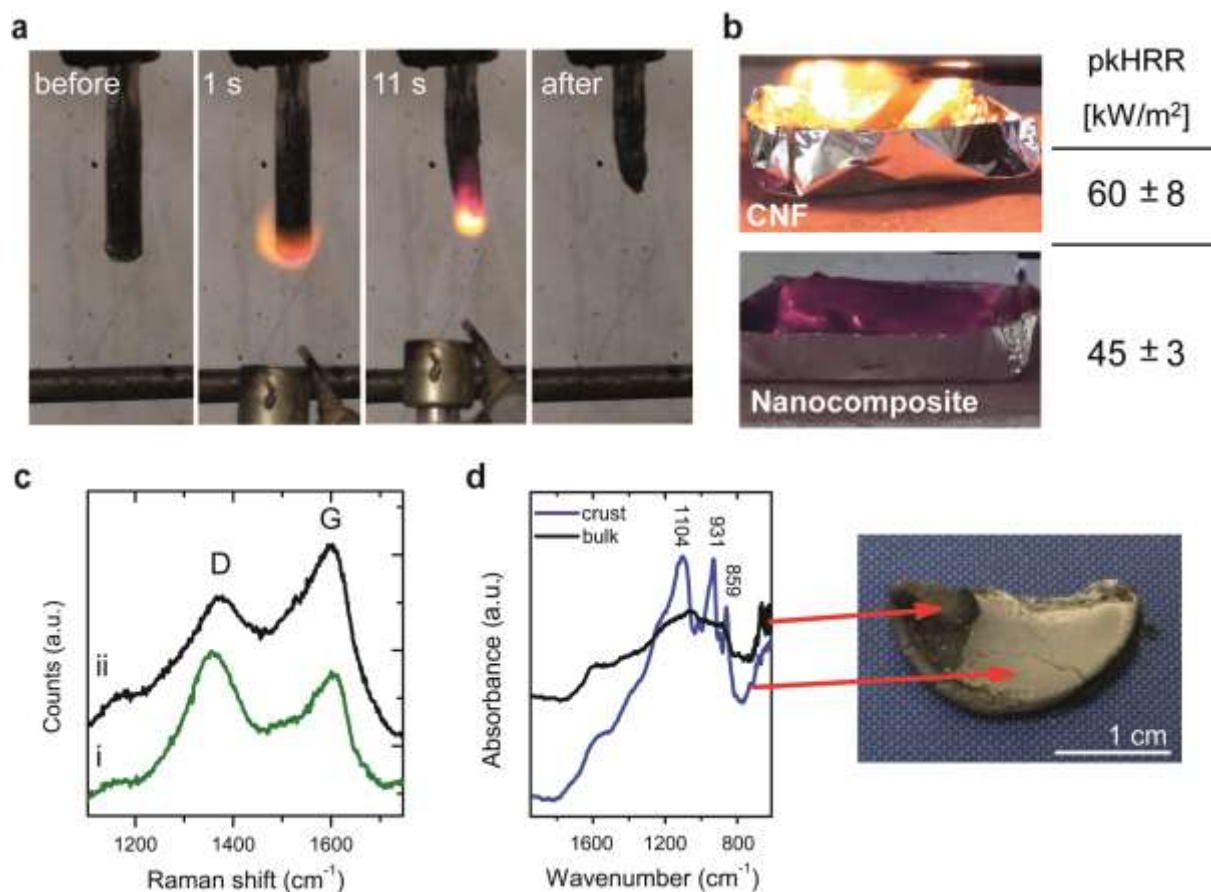 a
before
1 s
11 s
after
b
CNF
Nanocomposite
pkHRR
[kW/m²]
60 ± 8
45 ± 3
c
D
G
ii
i
Counts (a.u.)
1200
1400
1600
Raman shift (cm⁻¹)
d
crust
bulk
1104
931
859
Absorbance (a.u.)
1600
1200
800
Wavenumber (cm⁻¹)
1 cm